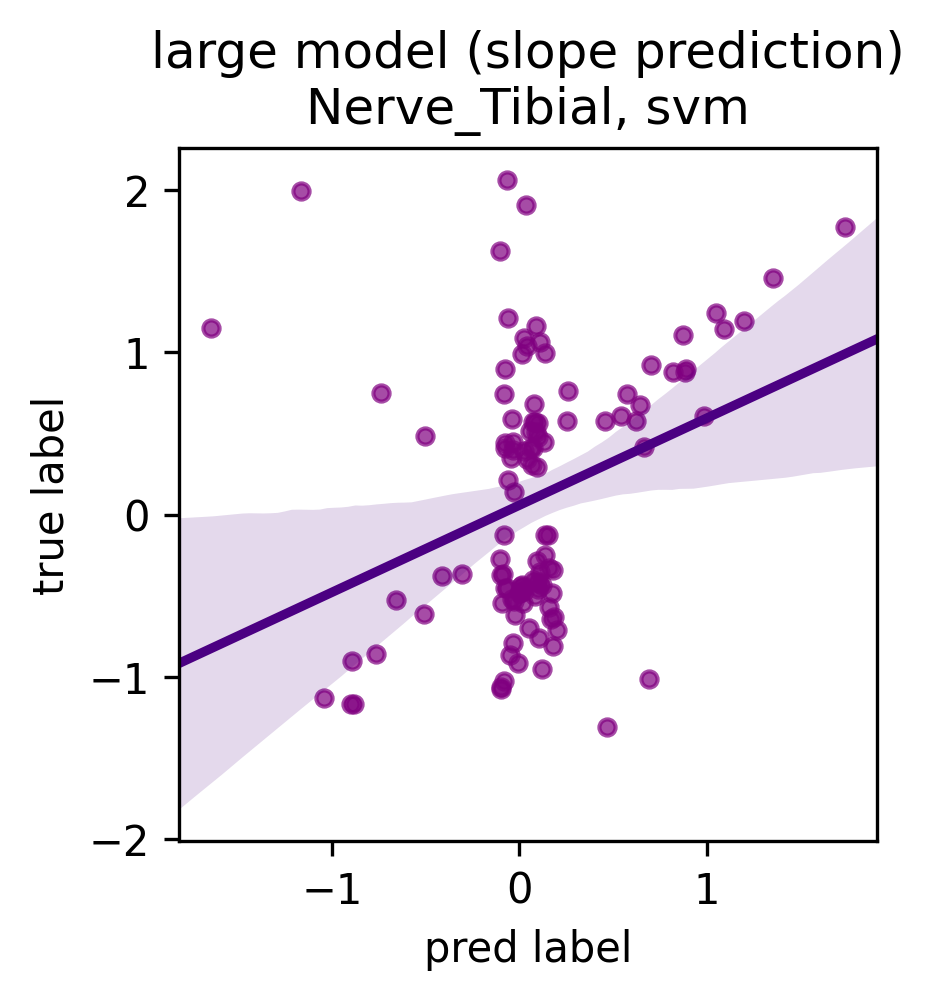 large model (slope prediction)
Nerve_Tibial, svm
2
1
0
−1
−2
true label
−1
0
1
pred label